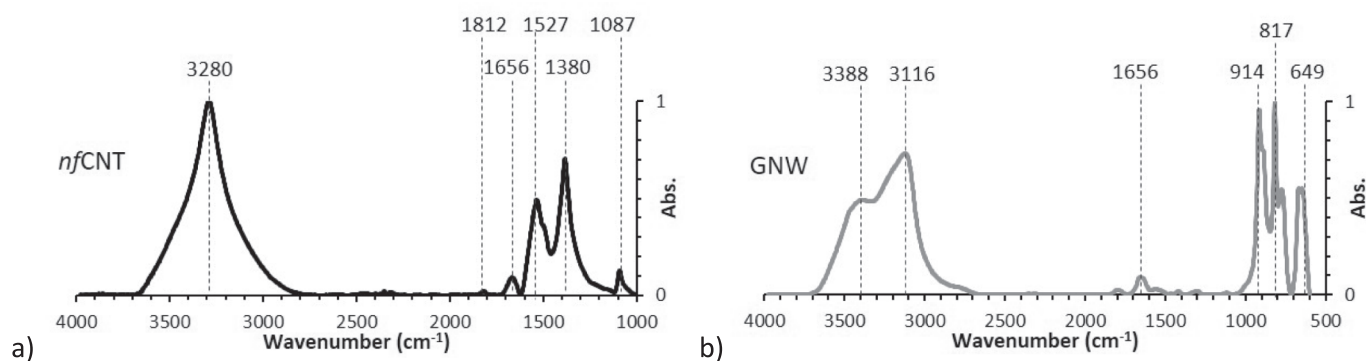 1812 1527 1087
3280 1656 1380
nfCNT
1
Abs.
0
4000 3500 3000 2500 2000 1500 1000
Wavenumber (cm⁻¹)
a)
817
3388 3116 1656 914 649
GNW
1
Abs.
0
4000 3500 3000 2500 2000 1500 1000 500
Wavenumber (cm⁻¹)
b)